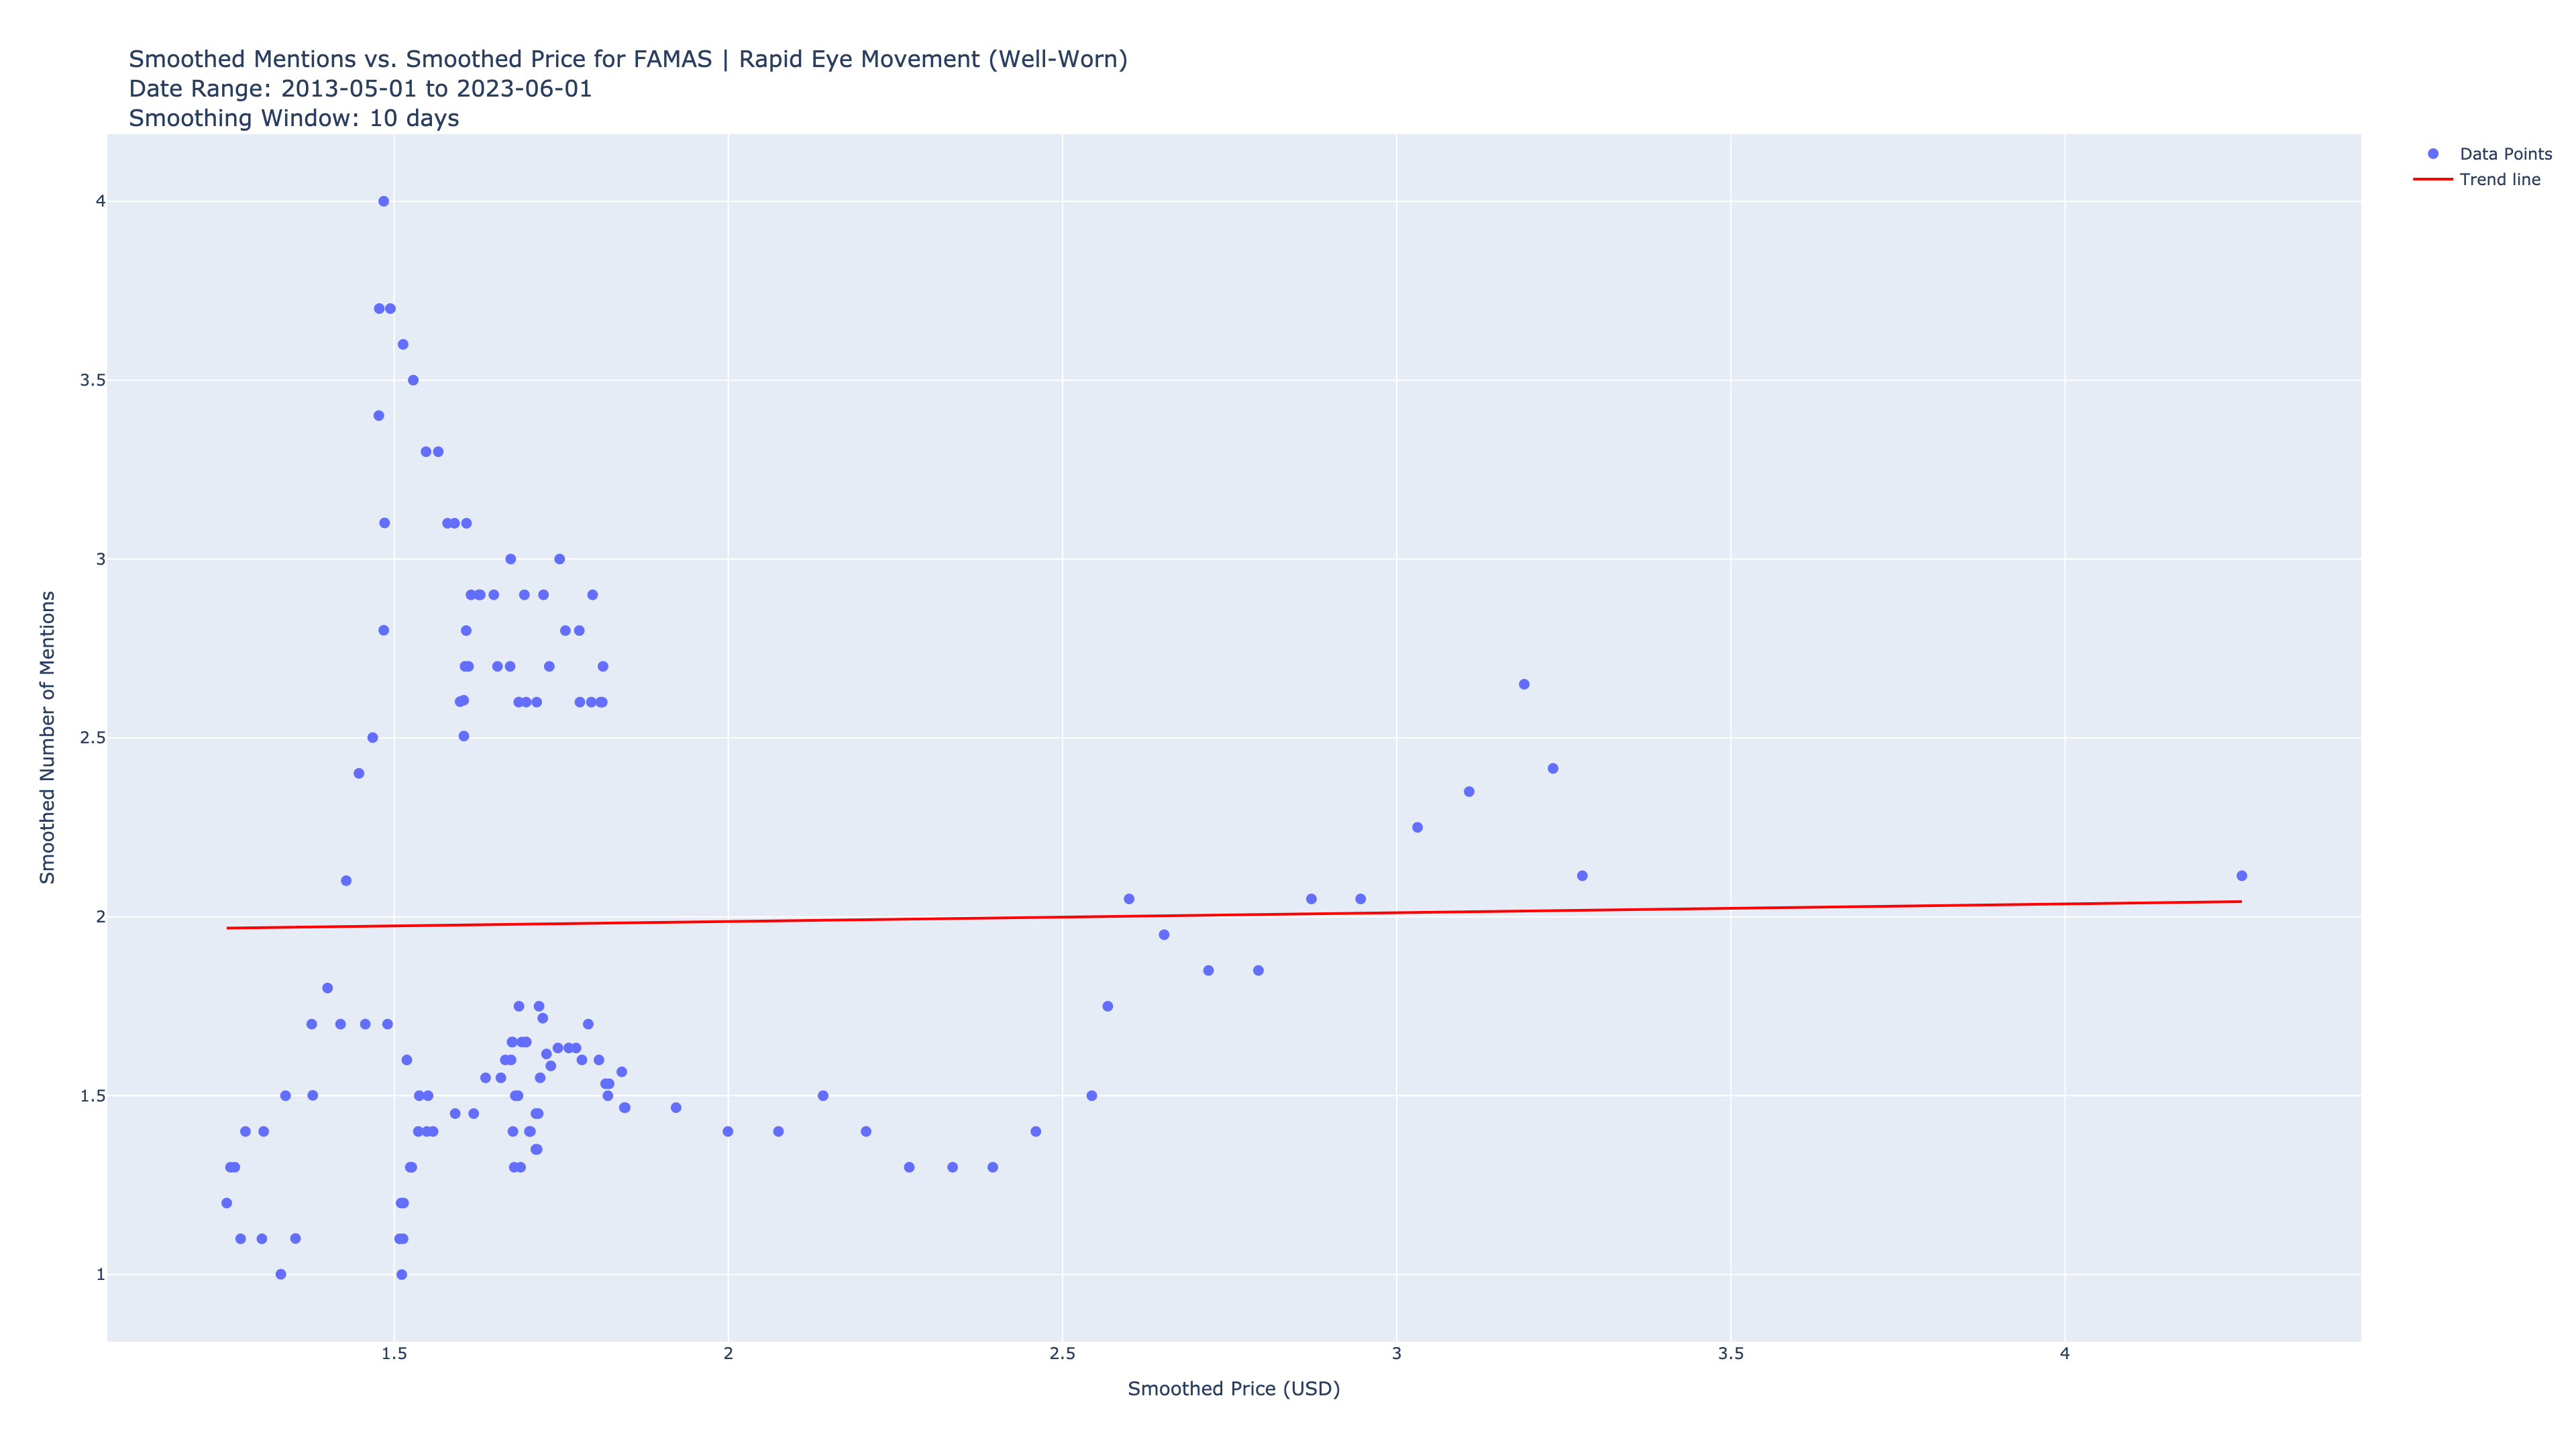 Smoothed Mentions vs. Smoothed Price for FAMAS | Rapid Eye Movement (Well-Worn)
Date Range: 2013-05-01 to 2023-06-01
Smoothing Window: 10 days
Data Points
Trend line
Smoothed Number of Mentions
4
3.5
3
2.5
2
1.5
1
1.5
2
2.5
3
3.5
4
Smoothed Price (USD)